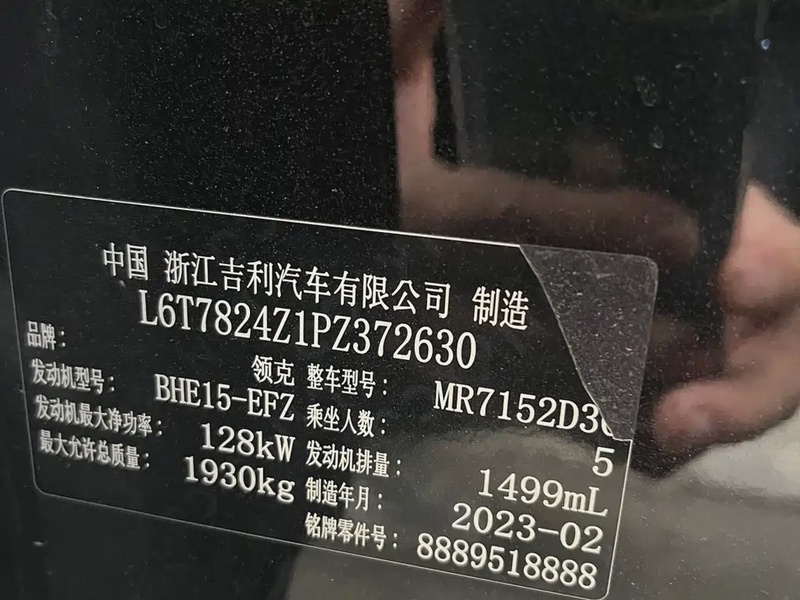 中国 浙江吉利汽车有限公司 制造
L6T7824Z1PZ372630
品牌： 领克 整车型号： MR7152D3
发动机型号： BHE15-EFZ 乘坐人数： 5
发动机最大净功率： 128kW 发动机排量： 1499mL
最大允许总质量： 1930kg 制造年月： 2023-02
铭牌零件号： 8889518888